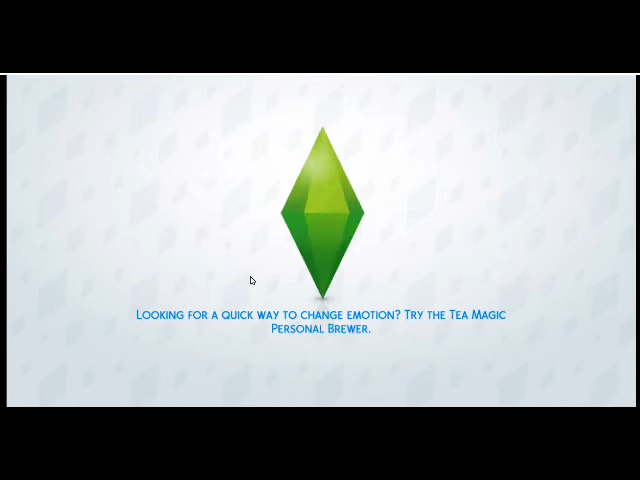 Looking for a quick way to change emotion? Try the Tea Magic
Personal Brewer.